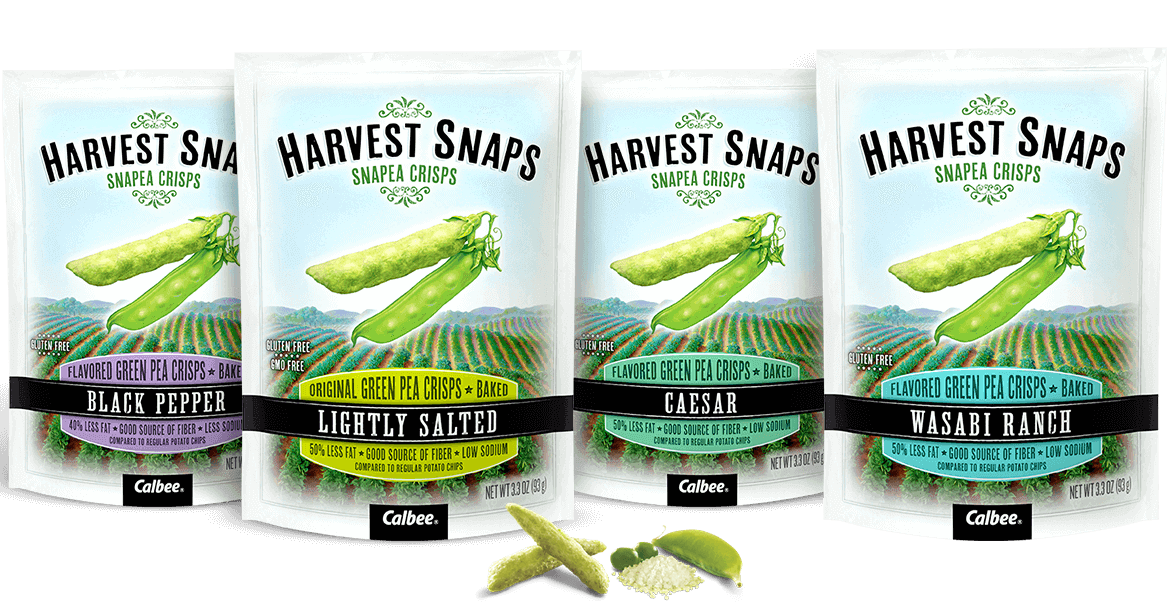 HARVEST SNA
SNAPEA CRISPS
GLUTEN FREE
FLAVORED GREEN PEA CRISPS ★ BAKE
BLACK PEPPER
40% LESS FAT ★ GOOD SOURCE OF FIBER ★ LESS SODIU
COMPARED TO REGULAR POTATO CHIPS
NET W
Calbee®
HARVEST SNAPS
SNAPEA CRISPS
GLUTEN FREE
GMO FREE
ORIGINAL GREEN PEA CRISPS ★ BAKED
LIGHTLY SALTED
50% LESS FAT ★ GOOD SOURCE OF FIBER ★ LOW SODIUM
COMPARED TO REGULAR POTATO CHIPS
NET WT 3.3 OZ (93 g)
Calbee®
HARVEST SNAPS
SNAPEA CRISPS
GLUTEN FREE
FLAVORED GREEN PEA CRISPS ★ BAKED
CAESAR
50% LESS FAT ★ GOOD SOURCE OF FIBER ★ LOW SODIUM
COMPARED TO REGULAR POTATO CHIPS
NET WT 3.3 OZ (93 g
Calbee®
HARVEST SNAPS
SNAPEA CRISPS
GLUTEN FREE
FLAVORED GREEN PEA CRISPS ★ BAKED
WASABI RANCH
50% LESS FAT ★ GOOD SOURCE OF FIBER ★ LOW SODIUM
COMPARED TO REGULAR POTATO CHIPS
NET WT 3.3 OZ (93 g)
Calbee®